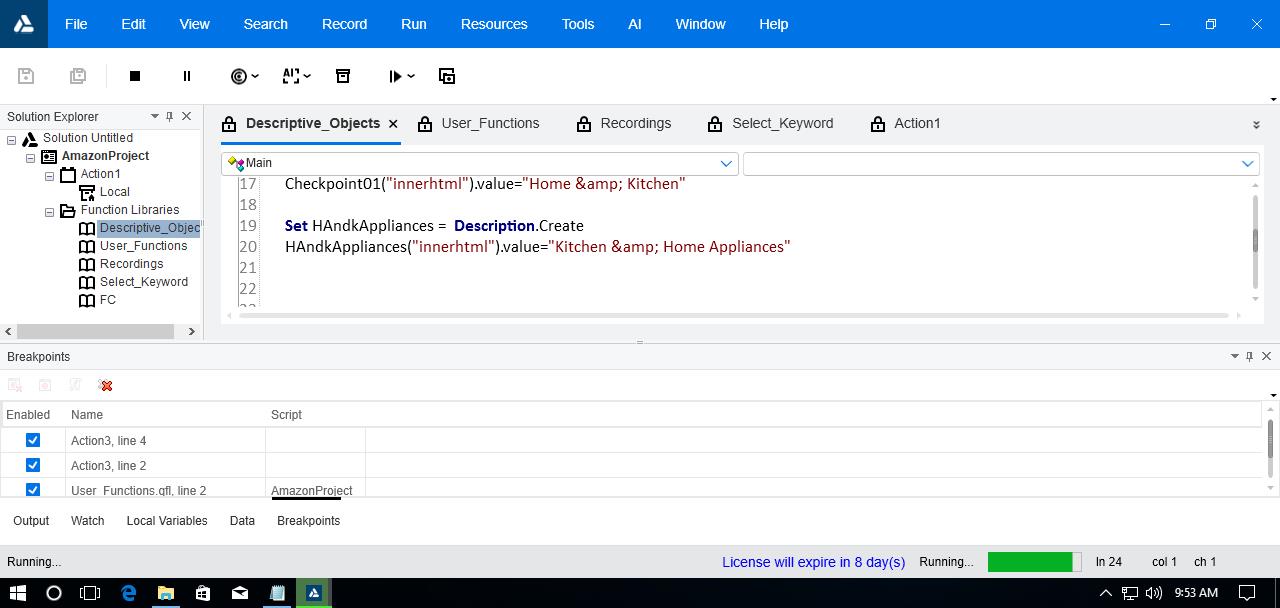 File Edit View Search Record Run Resources Tools AI Window Help
Solution Explorer
Solution Untitled
AmazonProject
Action1
Local
Function Libraries
Descriptive_Objec
User_Functions
Recordings
Select_Keyword
FC
Descriptive_Objects User_Functions Recordings Select_Keyword Action1
Main
17 Checkpoint01("innerhtml").value="Home &amp; Kitchen"
18
19 Set HAndkAppliances = Description.Create
20 HAndkAppliances("innerhtml").value="Kitchen &amp; Home Appliances"
21
22
Breakpoints
Enabled Name Script
Action3, line 4
Action3, line 2
User_Functions.qfl, line 2 AmazonProject
Output Watch Local Variables Data Breakpoints
Running... License will expire in 8 day(s) Running... ln 24 col 1 ch 1
9:53 AM